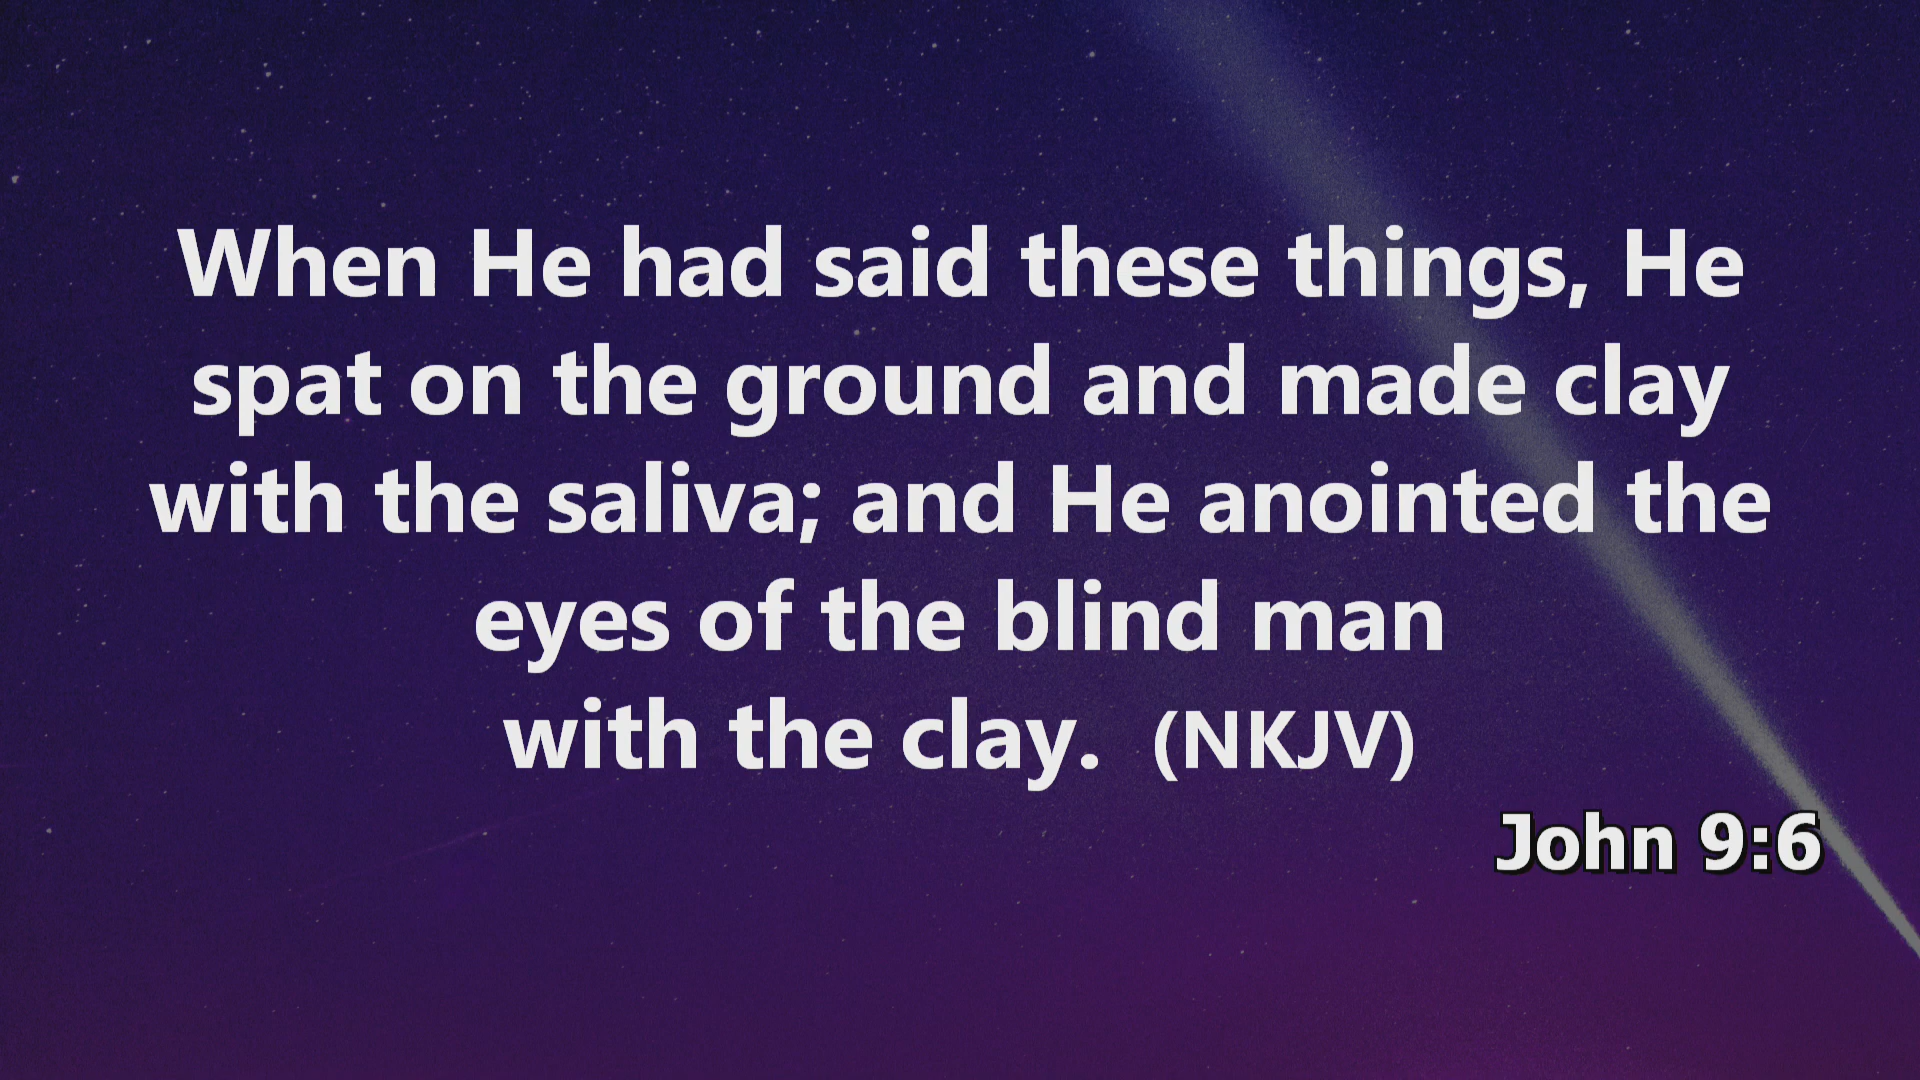 When He had said these things, He
spat on the ground and made clay
with the saliva; and He anointed the
eyes of the blind man
with the clay.  (NKJV)
John 9:6